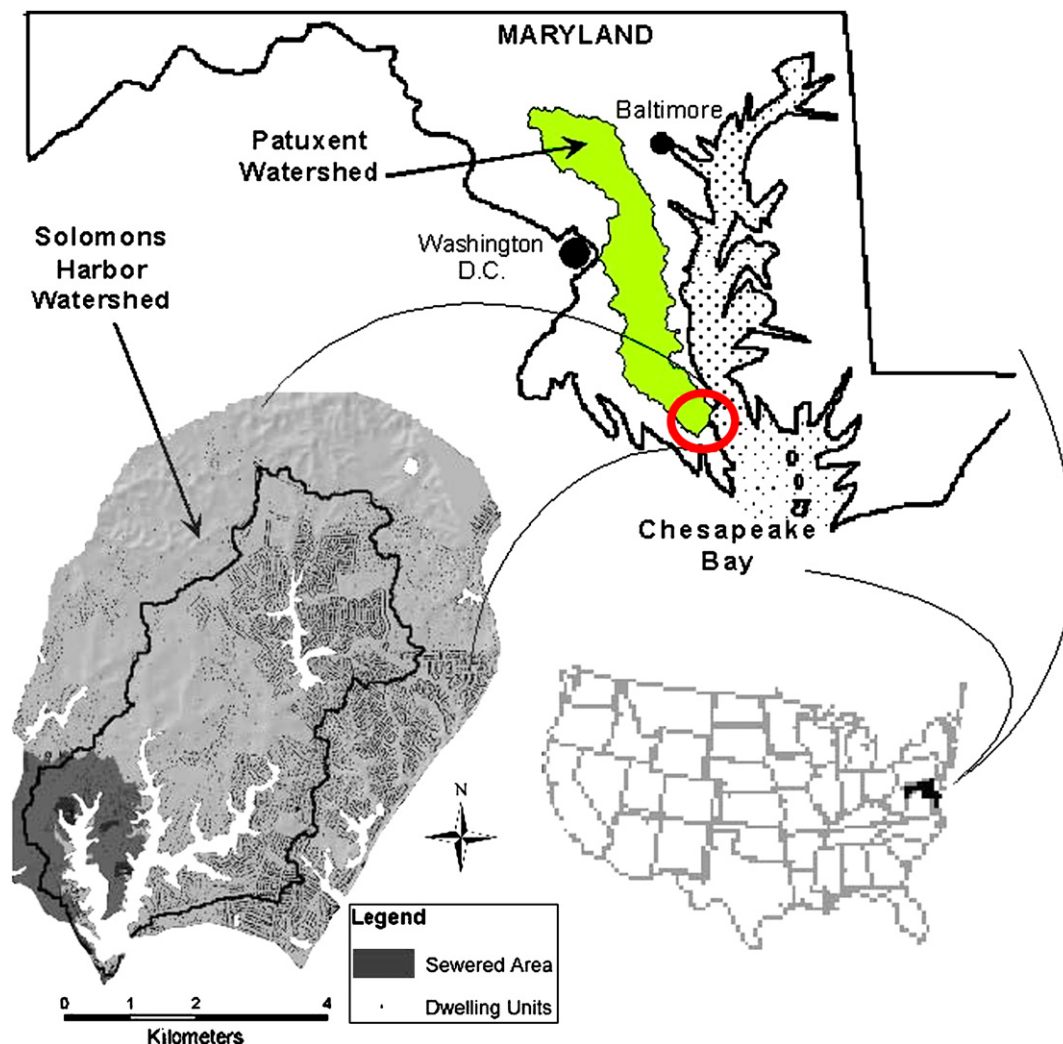 MARYLAND
Baltimore
Patuxent
Watershed
Solomons
Harbor
Watershed
Washington
D.C.
Chesapeake
Bay
N
Legend
Sewered Area
Dwelling Units
0 1 2 4
Kilometers